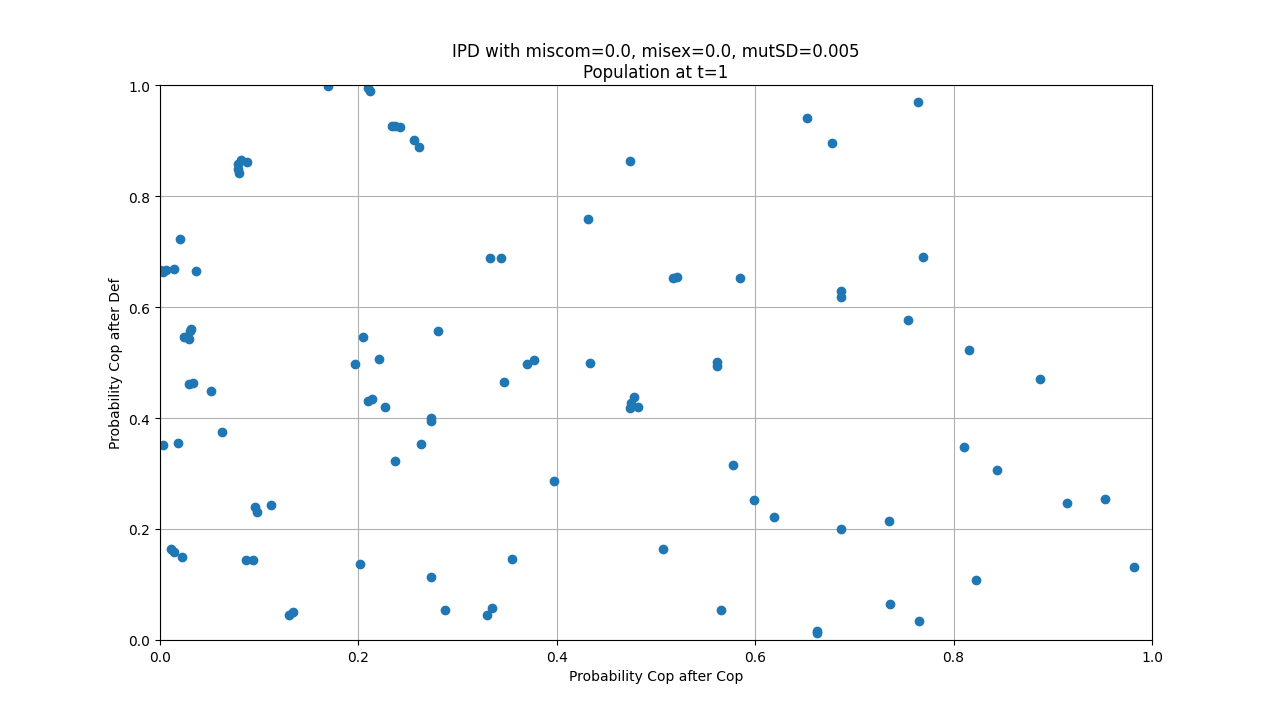 IPD with miscom=0.0, misex=0.0, mutSD=0.005
Population at t=1
1.0
0.8
0.6
0.4
0.2
0.0
Probability Cop after Def
0.0 0.2 0.4 0.6 0.8 1.0
Probability Cop after Cop